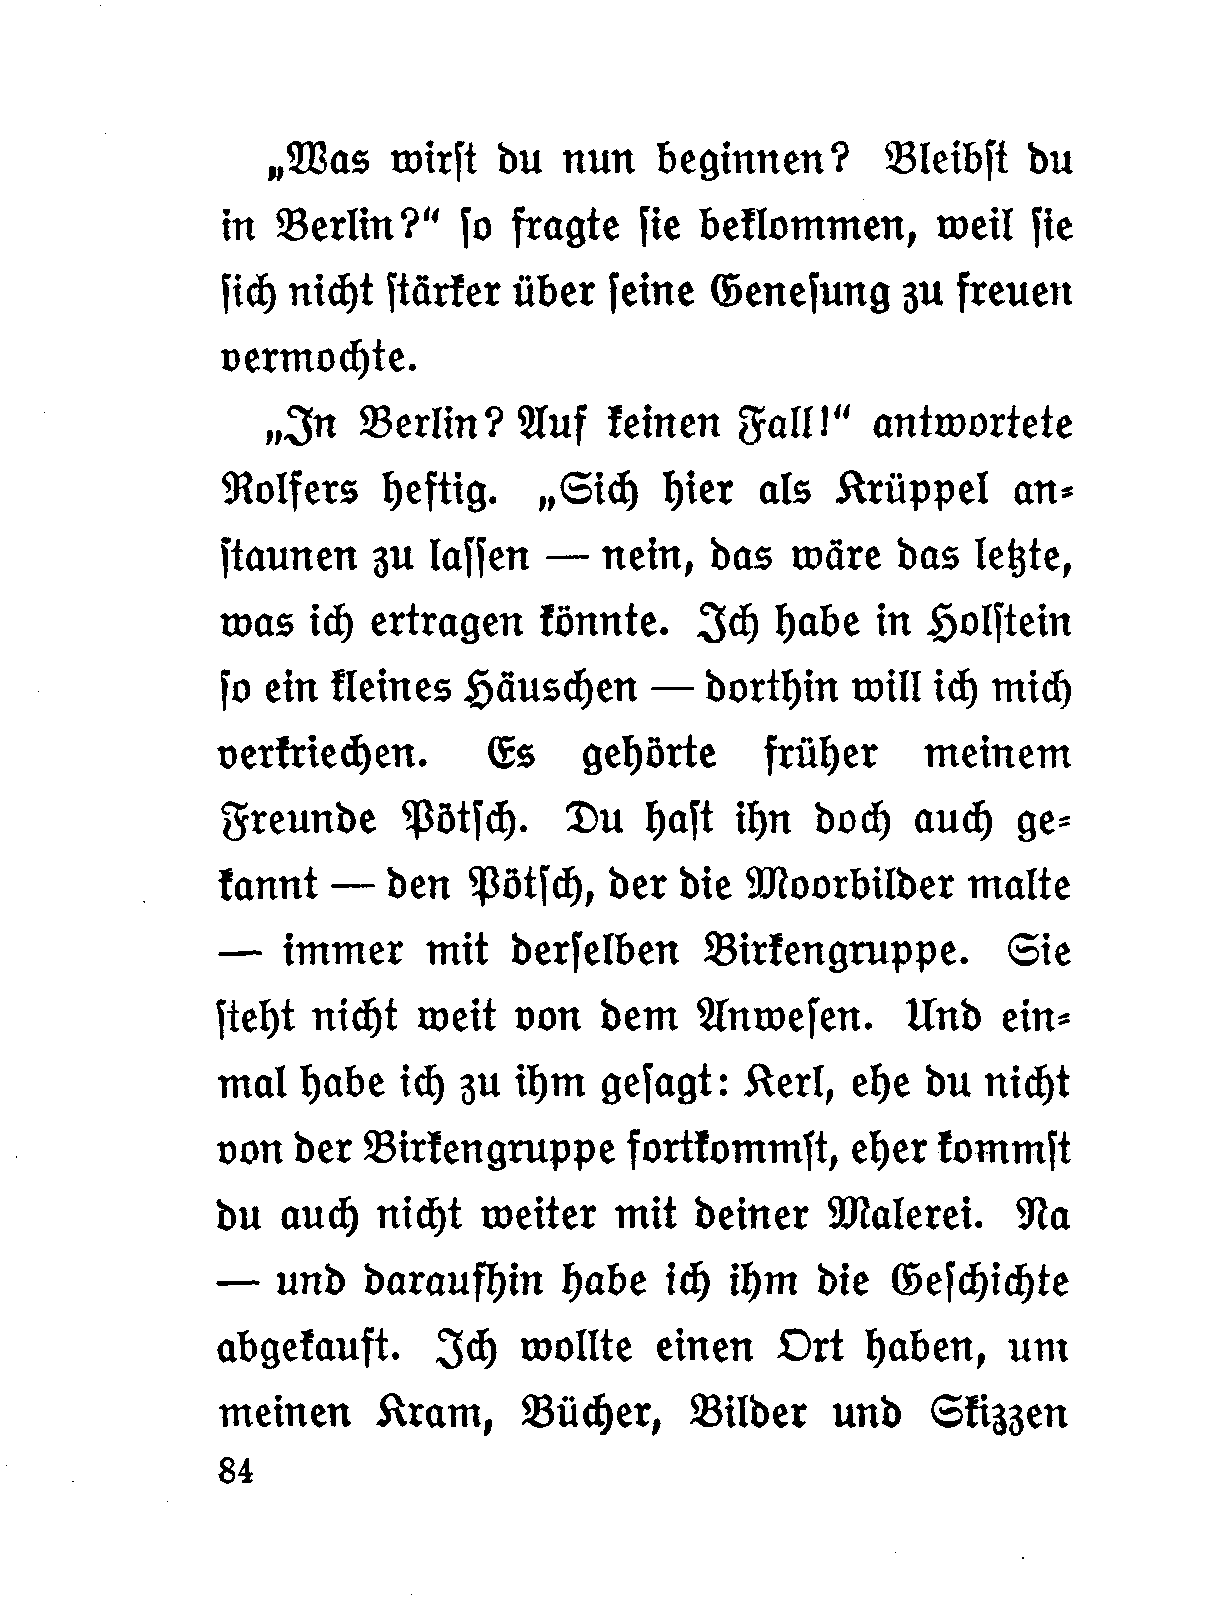 „Was wirſt du nun beginnen? Bleibſt du
in Berlin?“ ſo fragte ſie beklommen, weil ſie
ſich nicht ſtärker über ſeine Geneſung zu freuen
vermochte.
„In Berlin? Auf keinen Fall!“ antwortete
Rolfers heftig. „Sich hier als Krüppel an⸗
ſtaunen zu laſſen — nein, das wäre das letzte,
was ich ertragen könnte. Ich habe in Holſtein
ſo ein kleines Häuschen — dorthin will ich mich
verkriechen. Es gehörte früher meinem
Freunde Pötſch. Du haſt ihn doch auch ge⸗
kannt — den Pötſch, der die Moorbilder malte
— immer mit derſelben Birkengruppe. Sie
ſteht nicht weit von dem Anweſen. Und ein⸗
mal habe ich zu ihm geſagt: Kerl, ehe du nicht
von der Birkengruppe fortkommſt, eher kommſt
du auch nicht weiter mit deiner Malerei. Na
— und daraufhin habe ich ihm die Geſchichte
abgekauft. Ich wollte einen Ort haben, um
meinen Kram, Bücher, Bilder und Skizzen
84